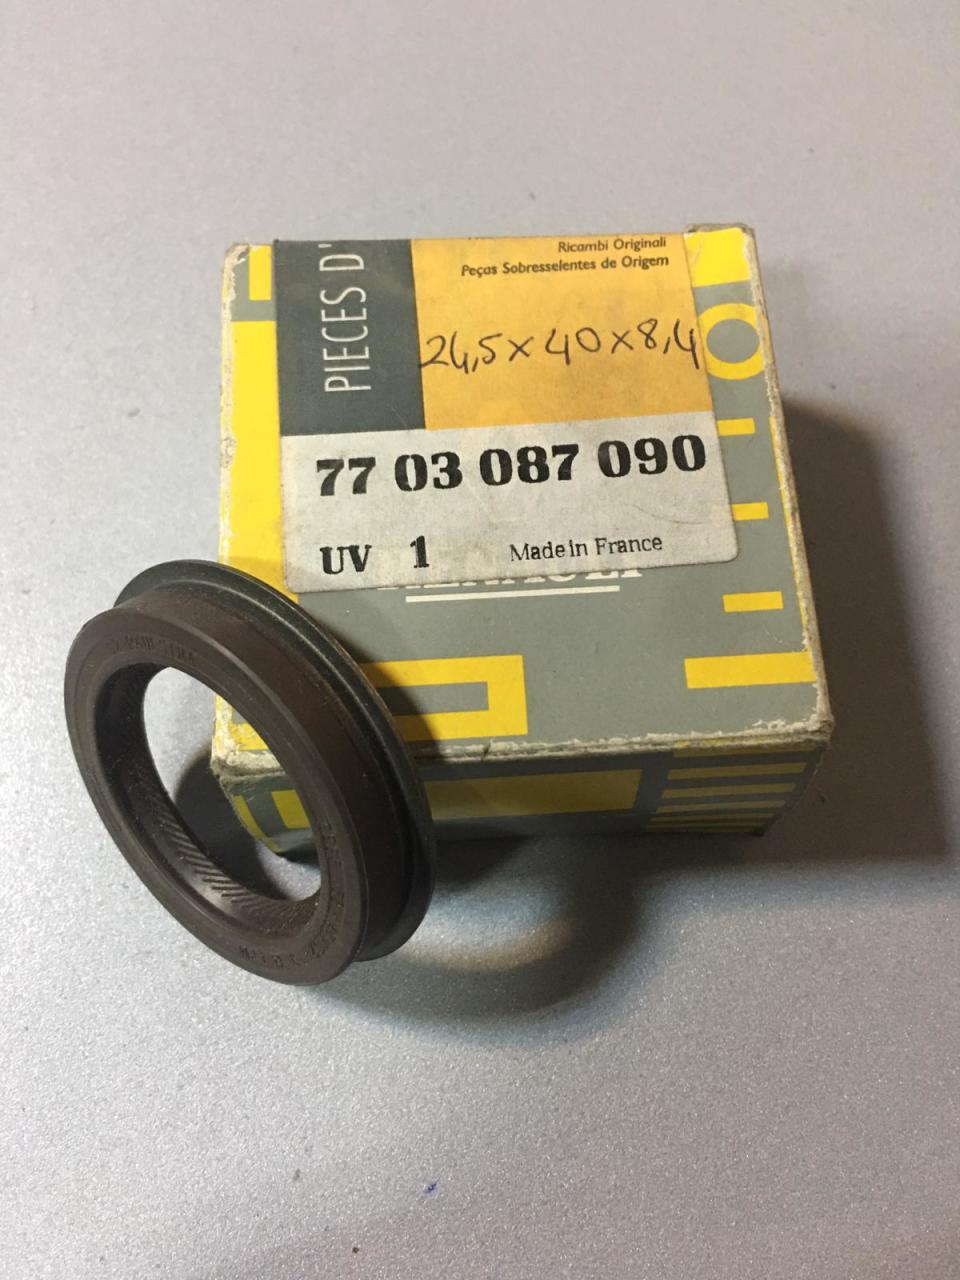 PIECES D'
Ricambi Originali
Peças Sobresselentes de Origem
24,5 x 40 x 8,4
77 03 087 090
UV 1 Made in France